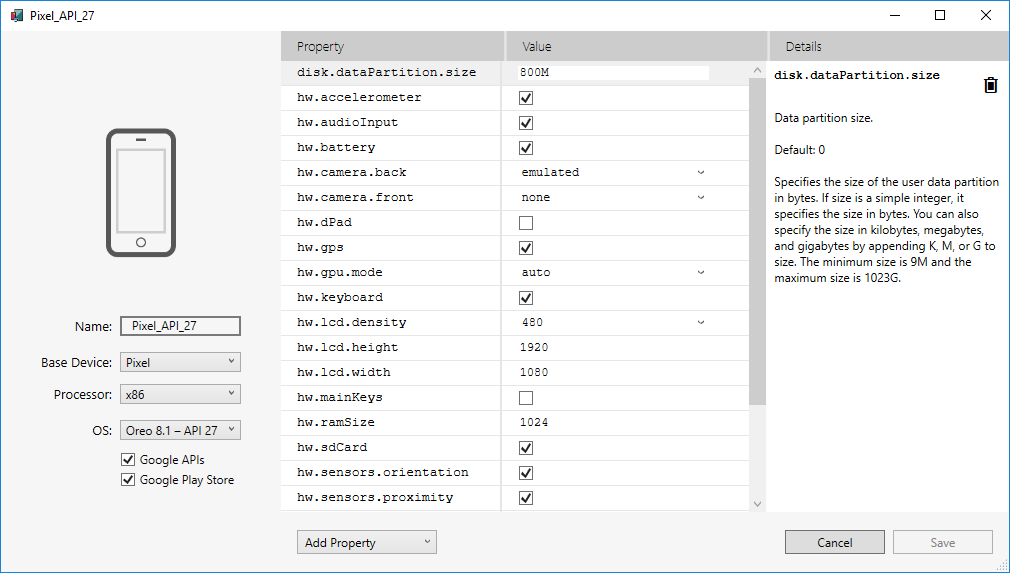 Pixel_API_27
Property Value Details
disk.dataPartition.size 800M
hw.accelerometer
hw.audioInput
hw.battery
hw.camera.back emulated
hw.camera.front none
hw.dPad
hw.gps
hw.gpu.mode auto
hw.keyboard
hw.lcd.density 480
hw.lcd.height 1920
hw.lcd.width 1080
hw.mainKeys
hw.ramSize 1024
hw.sdCard
hw.sensors.orientation
hw.sensors.proximity
disk.dataPartition.size
Data partition size.
Default: 0
Specifies the size of the user data partition
in bytes. If size is a simple integer, it
specifies the size in bytes. You can also
specify the size in kilobytes, megabytes,
and gigabytes by appending K, M, or G to
size. The minimum size is 9M and the
maximum size is 1023G.
Name: Pixel_API_27
Base Device: Pixel
Processor: x86
OS: Oreo 8.1 – API 27
Google APIs
Google Play Store
Add Property
Cancel
Save